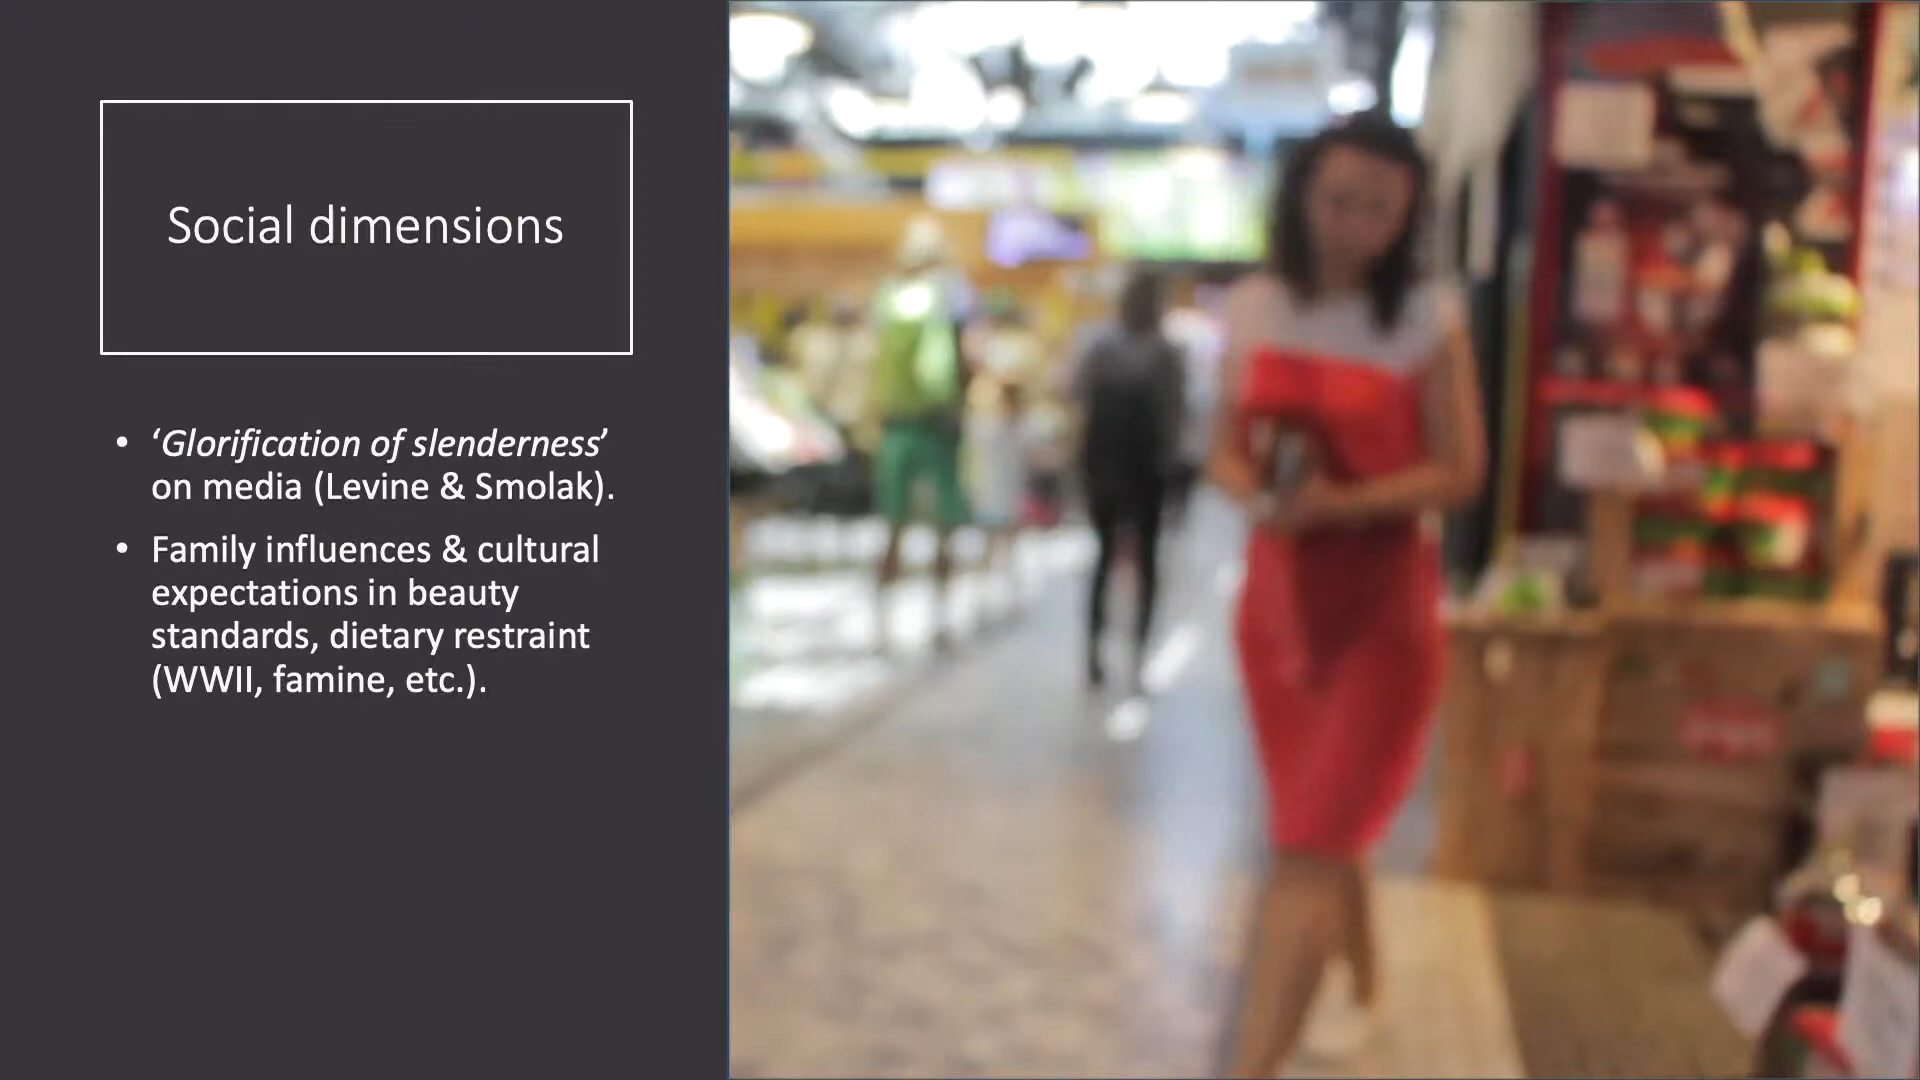 Social dimensions
• ‘Glorification of slenderness’
on media (Levine & Smolak).
• Family influences & cultural
expectations in beauty
standards, dietary restraint
(WWII, famine, etc.).